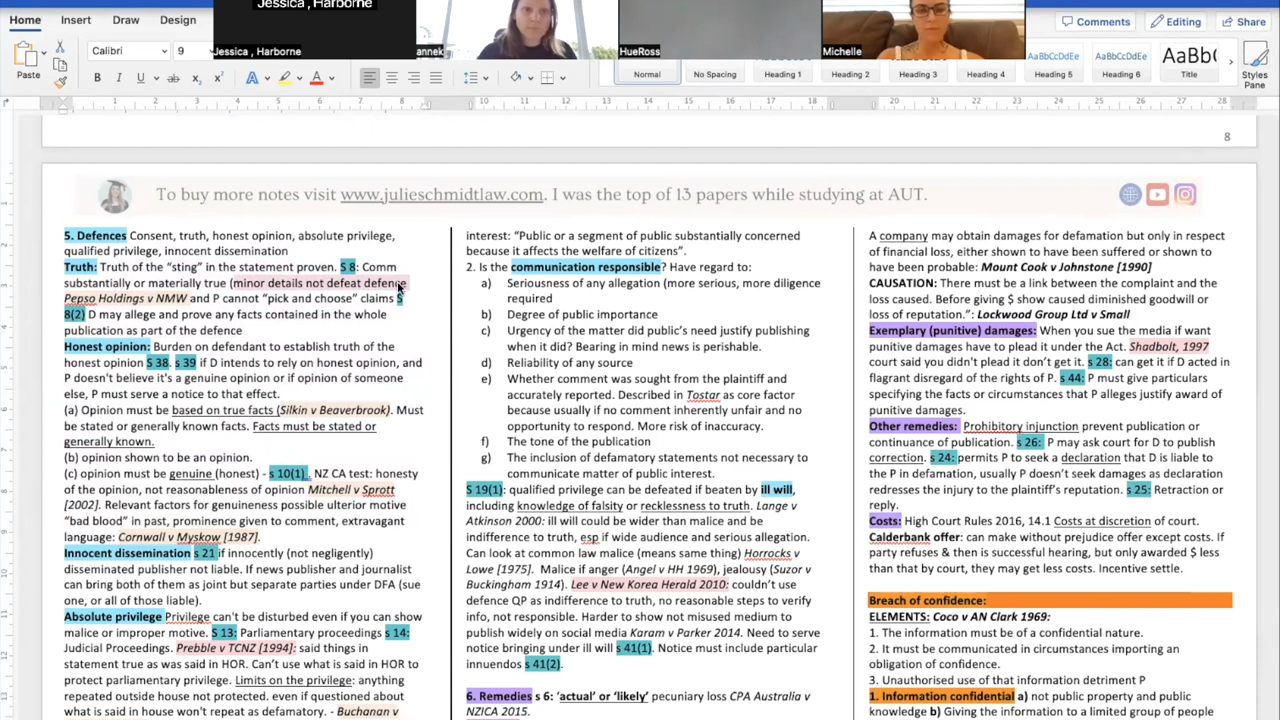 Home Insert Draw Design
Jessica , Harborne
Jessica , Harborne
annek
HueRoss
Michelle
Comments
Editing
Share
Paste
Calibri
9
B I U ab x x A A
Normal
No Spacing
Heading 1
AaBbCcDdEe
Heading 2
Heading 3
Heading 4
AaBbCcDdEe
Heading 5
AaBbCcDdEe
Heading 6
AaBb(
Title
Styles
Pane
1 2 3 4 5 6 7 8 10 11 12 13 14 15 16 17 18 20 21 22 23 24 25 26 27 28
8
To buy more notes visit www.julieschmidtlaw.com. I was the top of 13 papers while studying at AUT.
5. Defences Consent, truth, honest opinion, absolute privilege,
qualified privilege, innocent dissemination
Truth: Truth of the “sting” in the statement proven. S 8: Comm
substantially or materially true (minor details not defeat defence
Pepso Holdings v NMW and P cannot “pick and choose” claims S
8(2) D may allege and prove any facts contained in the whole
publication as part of the defence
Honest opinion: Burden on defendant to establish truth of the
honest opinion S 38. s 39 if D intends to rely on honest opinion, and
P doesn't believe it's a genuine opinion or if opinion of someone
else, P must serve a notice to that effect.
(a) Opinion must be based on true facts (Silkin v Beaverbrook). Must
be stated or generally known facts. Facts must be stated or
generally known.
(b) opinion shown to be an opinion.
(c) opinion must be genuine (honest) - s 10(1). NZ CA test: honesty
of the opinion, not reasonableness of opinion Mitchell v Sprott
[2002]. Relevant factors for genuineness possible ulterior motive
“bad blood” in past, prominence given to comment, extravagant
language: Cornwall v Myskow [1987].
Innocent dissemination s 21 if innocently (not negligently)
disseminated publisher not liable. If news publisher and journalist
can bring both of them as joint but separate parties under DFA (sue
one, or all of those liable).
Absolute privilege Privilege can't be disturbed even if you can show
malice or improper motive. S 13: Parliamentary proceedings s 14:
Judicial Proceedings. Prebble v TCNZ [1994]: said things in
statement true as was said in HOR. Can't use what is said in HOR to
protect parliamentary privilege. Limits on the privilege: anything
repeated outside house not protected. even if questioned about
what is said in house won't repeat as defamatory. - Buchanan v
interest: “Public or a segment of public substantially concerned
because it affects the welfare of citizens”.
2. Is the communication responsible? Have regard to:
a) Seriousness of any allegation (more serious, more diligence
required
b) Degree of public importance
c) Urgency of the matter did public's need justify publishing
when it did? Bearing in mind news is perishable.
d) Reliability of any source
e) Whether comment was sought from the plaintiff and
accurately reported. Described in Tostar as core factor
because usually if no comment inherently unfair and no
opportunity to respond. More risk of inaccuracy.
f) The tone of the publication
g) The inclusion of defamatory statements not necessary to
communicate matter of public interest.
S 19(1): qualified privilege can be defeated if beaten by ill will,
including knowledge of falsity or recklessness to truth. Lange v
Atkinson 2000: ill will could be wider than malice and be
indifference to truth, esp if wide audience and serious allegation.
Can look at common law malice (means same thing) Horrocks v
Lowe [1975]. Malice if anger (Angel v HH 1969), jealousy (Suzor v
Buckingham 1914). Lee v New Korea Herald 2010: couldn't use
defence QP as indifference to truth, no reasonable steps to verify
info, not responsible. Harder to show not misused medium to
publish widely on social media Karam v Parker 2014. Need to serve
notice bringing under ill will s 41(1). Notice must include particular
innuendos s 41(2).
6. Remedies s 6: ‘actual’ or ‘likely’ pecuniary loss CPA Australia v
NZICA 2015.
A company may obtain damages for defamation but only in respect
of financial loss, either shown to have been suffered or shown to
have been probable: Mount Cook v Johnstone [1990]
CAUSATION: There must be a link between the complaint and the
loss caused. Before giving $ show caused diminished goodwill or
loss of reputation.”: Lockwood Group Ltd v Small
Exemplary (punitive) damages: When you sue the media if want
punitive damages have to plead it under the Act. Shadbolt, 1997
court said you didn't plead it don't get it. s 28: can get it if D acted in
flagrant disregard of the rights of P. s 44: P must give particulars
specifying the facts or circumstances that P alleges justify award of
punitive damages.
Other remedies: Prohibitory injunction prevent publication or
continuance of publication. s 26: P may ask court for D to publish
correction. s 24: permits P to seek a declaration that D is liable to
the P in defamation, usually P doesn't seek damages as declaration
redresses the injury to the plaintiff's reputation. s 25: Retraction or
reply.
Costs: High Court Rules 2016, 14.1 Costs at discretion of court.
Calderbank offer: can make without prejudice offer except costs. If
party refuses & then is successful hearing, but only awarded $ less
than that by court, they may get less costs. Incentive settle.
Breach of confidence:
ELEMENTS: Coco v AN Clark 1969:
1. The information must be of a confidential nature.
2. It must be communicated in circumstances importing an
obligation of confidence.
3. Unauthorised use of that information detriment P
1. Information confidential a) not public property and public
knowledge b) Giving the information to a limited group of people